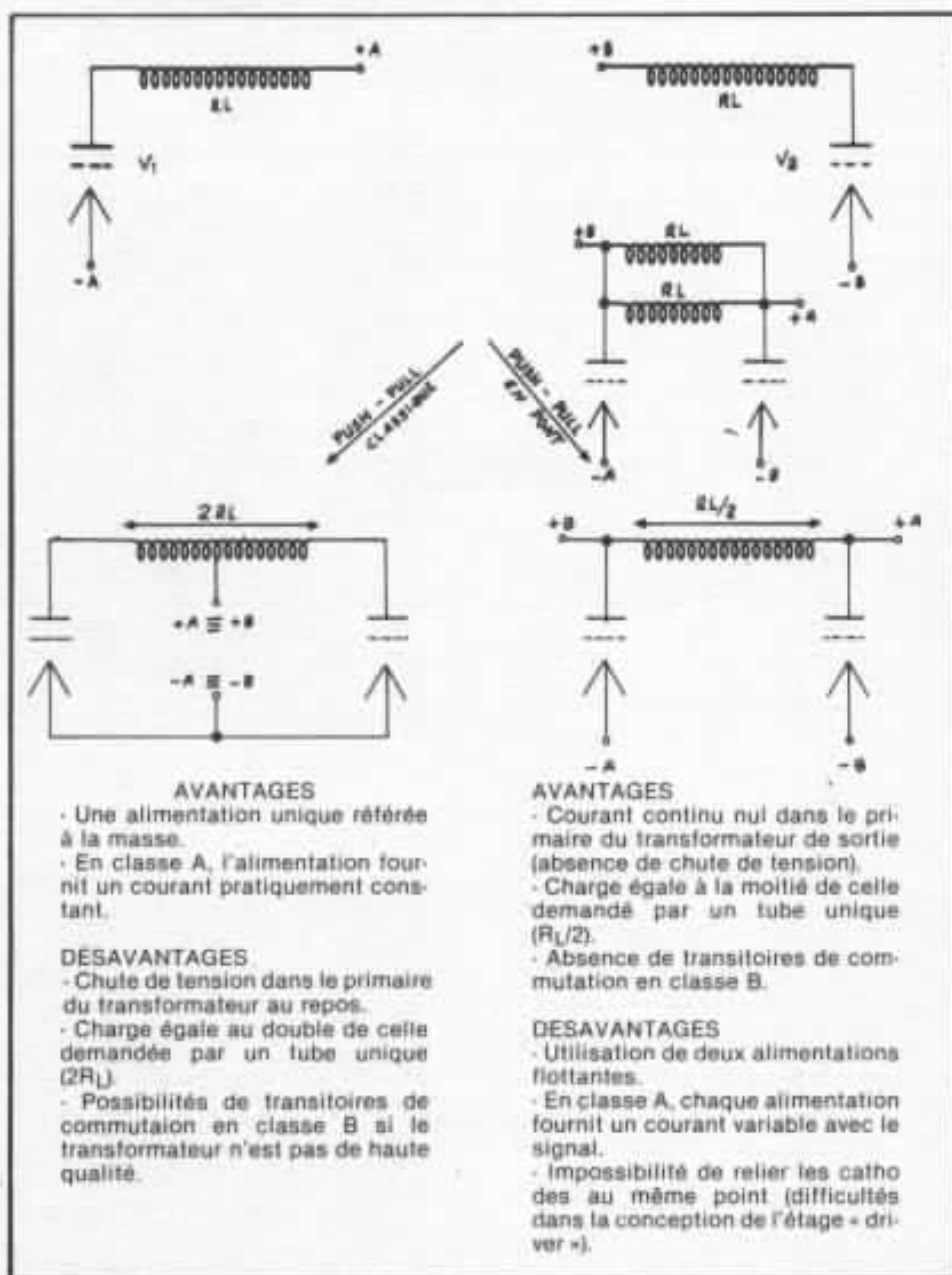 +A
RL
V1
-A
+B
RL
V2
-B
+B
RL
RL
+A
-A
-B
PUSH - PULL
CLASSIQUE
PUSH - PULL
EN PONT
2RL
+A ≡ +B
-A ≡ -B
RL/2
+B
+A
-A
-B
AVANTAGES
· Une alimentation unique référée
à la masse.
· En classe A, l'alimentation four-
nit un courant pratiquement cons-
tant.
DÉSAVANTAGES
· Chute de tension dans le primaire
du transformateur au repos.
· Charge égale au double de celle
demandée par un tube unique
(2RL).
· Possibilités de transitoires de
commutaion en classe B si le
transformateur n'est pas de haute
qualité.
AVANTAGES
· Courant continu nul dans le pri-
maire du transformateur de sortie
(absence de chute de tension).
· Charge égale à la moitié de celle
demandé par un tube unique
(RL/2).
· Absence de transitoires de com-
mutation en classe B.
DESAVANTAGES
· Utilisation de deux alimentations
flottantes.
· En classe A, chaque alimentation
fournit un courant variable avec le
signal.
· Impossibilité de relier les catho
des au même point (difficultés
dans la conception de l'étage « dri-
ver »).